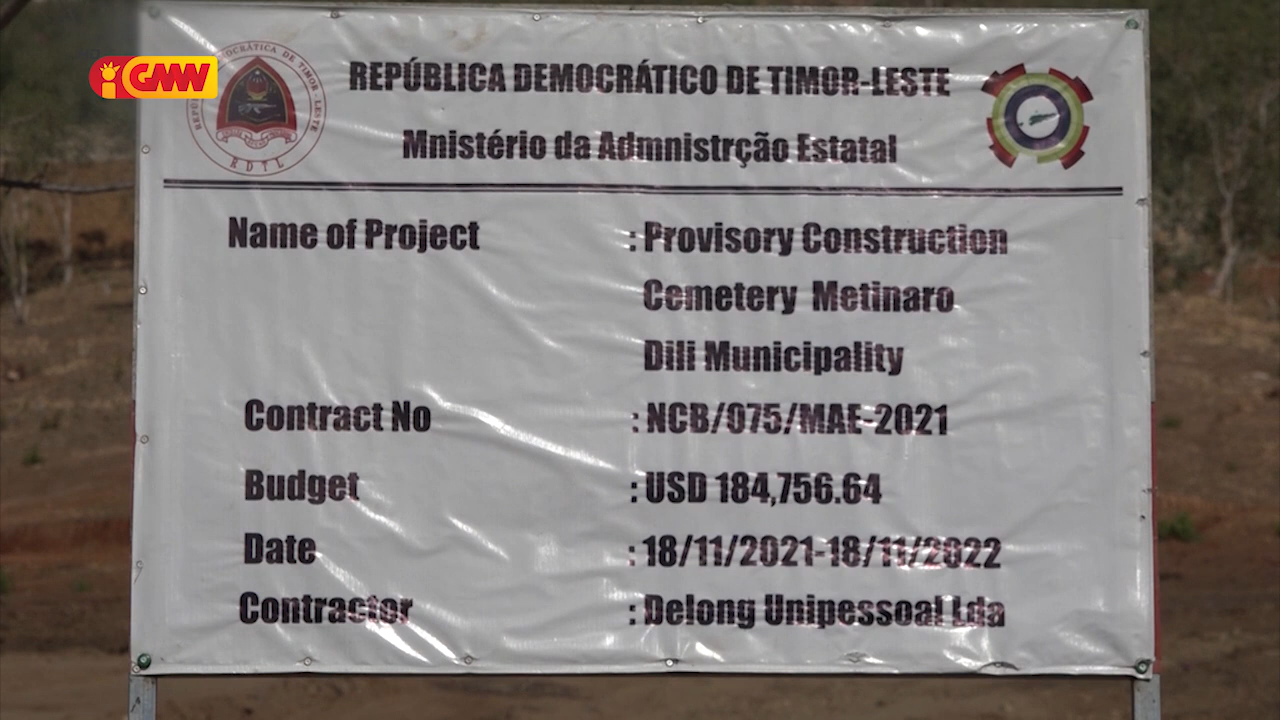 GMW
REPÚBLICA DEMOCRÁTICO DE TIMOR-LESTE
Mnistério da Admnistrção Estatal
RDTL
Name of Project : Provisory Construction
Cemetery Metinaro
Dili Municipality
Contract No : NCB/075/MAE-2021
Budget : USD 184,756.64
Date : 18/11/2021-18/11/2022
Contractor : Delong Unipessoal Lda